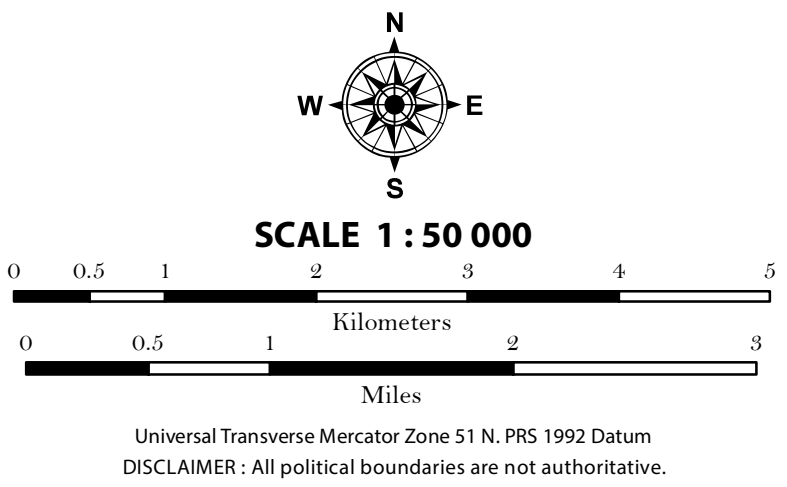 N
W E
S
SCALE 1 : 50 000
0 0.5 1 2 3 4 5
Kilometers
0 0.5 1 2 3
Miles
Universal Transverse Mercator Zone 51 N. PRS 1992 Datum
DISCLAIMER : All political boundaries are not authoritative.